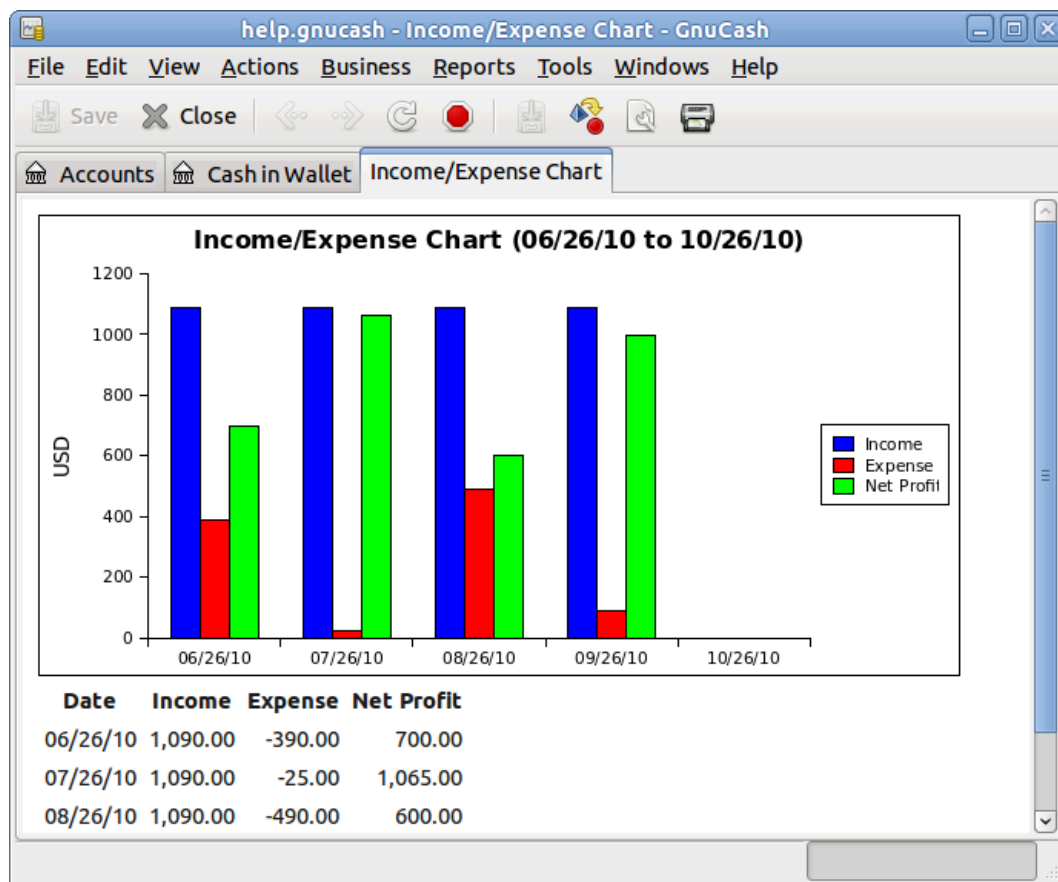 help.gnucash - Income/Expense Chart - GnuCash
File Edit View Actions Business Reports Tools Windows Help
Save Close
Accounts Cash in Wallet Income/Expense Chart
Income/Expense Chart (06/26/10 to 10/26/10)
1200
1000
800
600
400
200
0
USD
06/26/10 07/26/10 08/26/10 09/26/10 10/26/10
Income
Expense
Net Profit
Date Income Expense Net Profit
06/26/10 1,090.00 -390.00 700.00
07/26/10 1,090.00 -25.00 1,065.00
08/26/10 1,090.00 -490.00 600.00